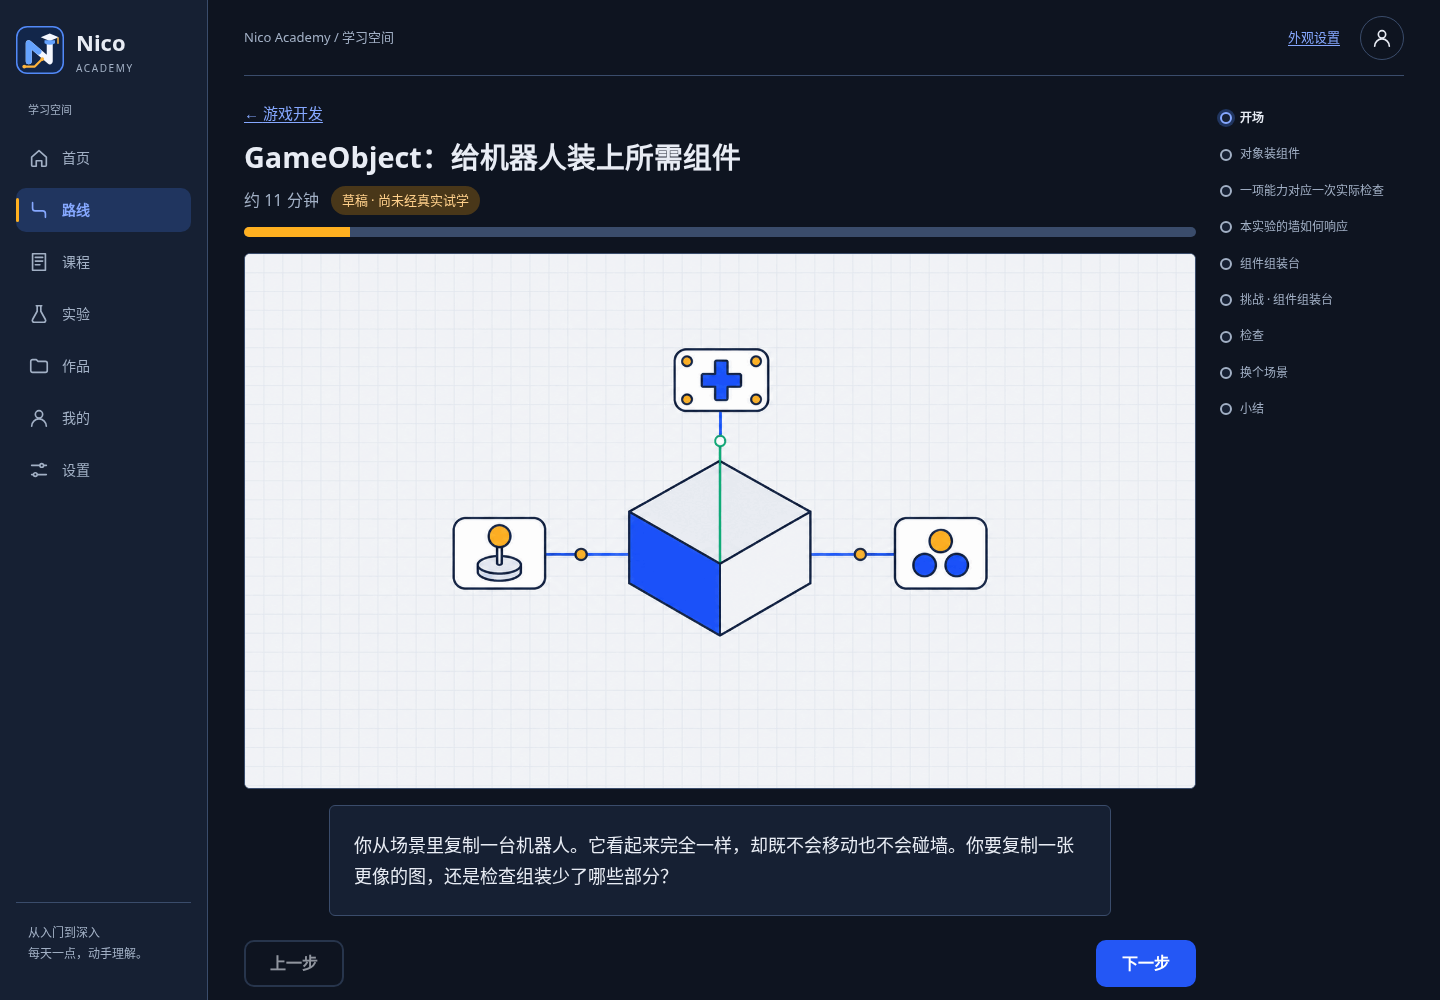 Nico
ACADEMY
学习空间
首页
路线
课程
实验
作品
我的
设置
从入门到深入
每天一点，动手理解。
Nico Academy / 学习空间
外观设置
← 游戏开发
GameObject：给机器人装上所需组件
约 11 分钟
草稿 · 尚未经真实试学
你从场景里复制一台机器人。它看起来完全一样，却既不会移动也不会碰墙。你要复制一张
更像的图，还是检查组装少了哪些部分？
上一步
下一步
开场
对象装组件
一项能力对应一次实际检查
本实验的墙如何响应
组件组装台
挑战 · 组件组装台
检查
换个场景
小结